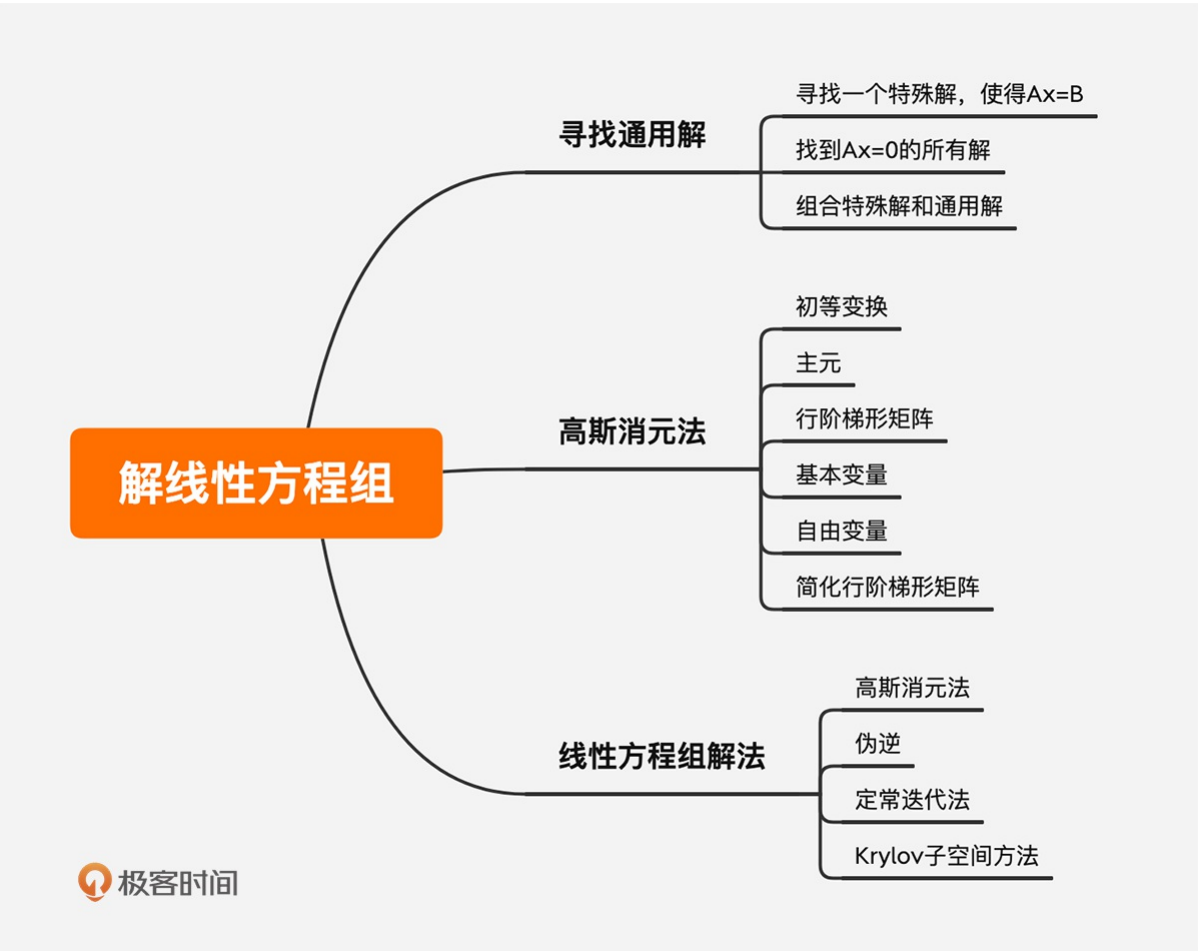 寻找通用解
寻找一个特殊解，使得Ax=B
找到Ax=0的所有解
组合特殊解和通用解
解线性方程组
高斯消元法
初等变换
主元
行阶梯形矩阵
基本变量
自由变量
简化行阶梯形矩阵
线性方程组解法
高斯消元法
伪逆
定常迭代法
Krylov子空间方法
极客时间